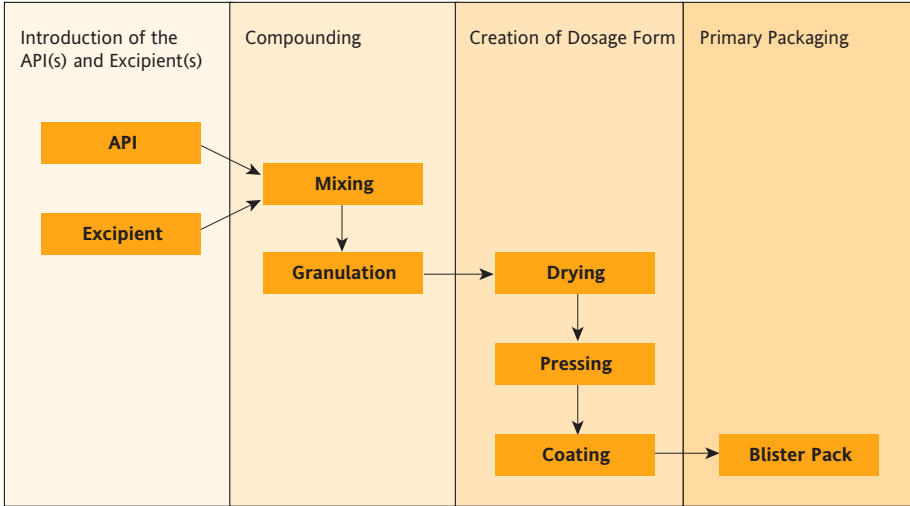 Introduction of the
API(s) and Excipient(s)
Compounding
Creation of Dosage Form
Primary Packaging
API
Excipient
Mixing
Granulation
Drying
Pressing
Coating
Blister Pack